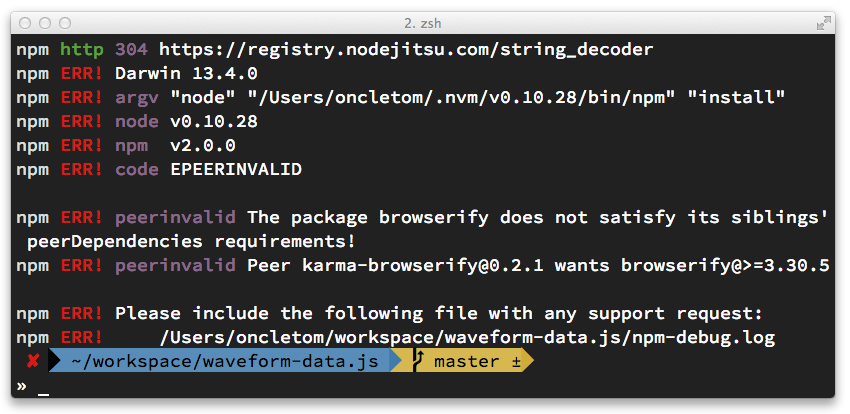 2. zsh
npm http 304 https://registry.nodejitsu.com/string_decoder
npm ERR! Darwin 13.4.0
npm ERR! argv "node" "/Users/oncletom/.nvm/v0.10.28/bin/npm" "install"
npm ERR! node v0.10.28
npm ERR! npm  v2.0.0
npm ERR! code EPEERINVALID
npm ERR! peerinvalid The package browserify does not satisfy its siblings'
peerDependencies requirements!
npm ERR! peerinvalid Peer karma-browserify@0.2.1 wants browserify@>=3.30.5
npm ERR! Please include the following file with any support request:
npm ERR!     /Users/oncletom/workspace/waveform-data.js/npm-debug.log
✘ ~/workspace/waveform-data.js master ±
» _